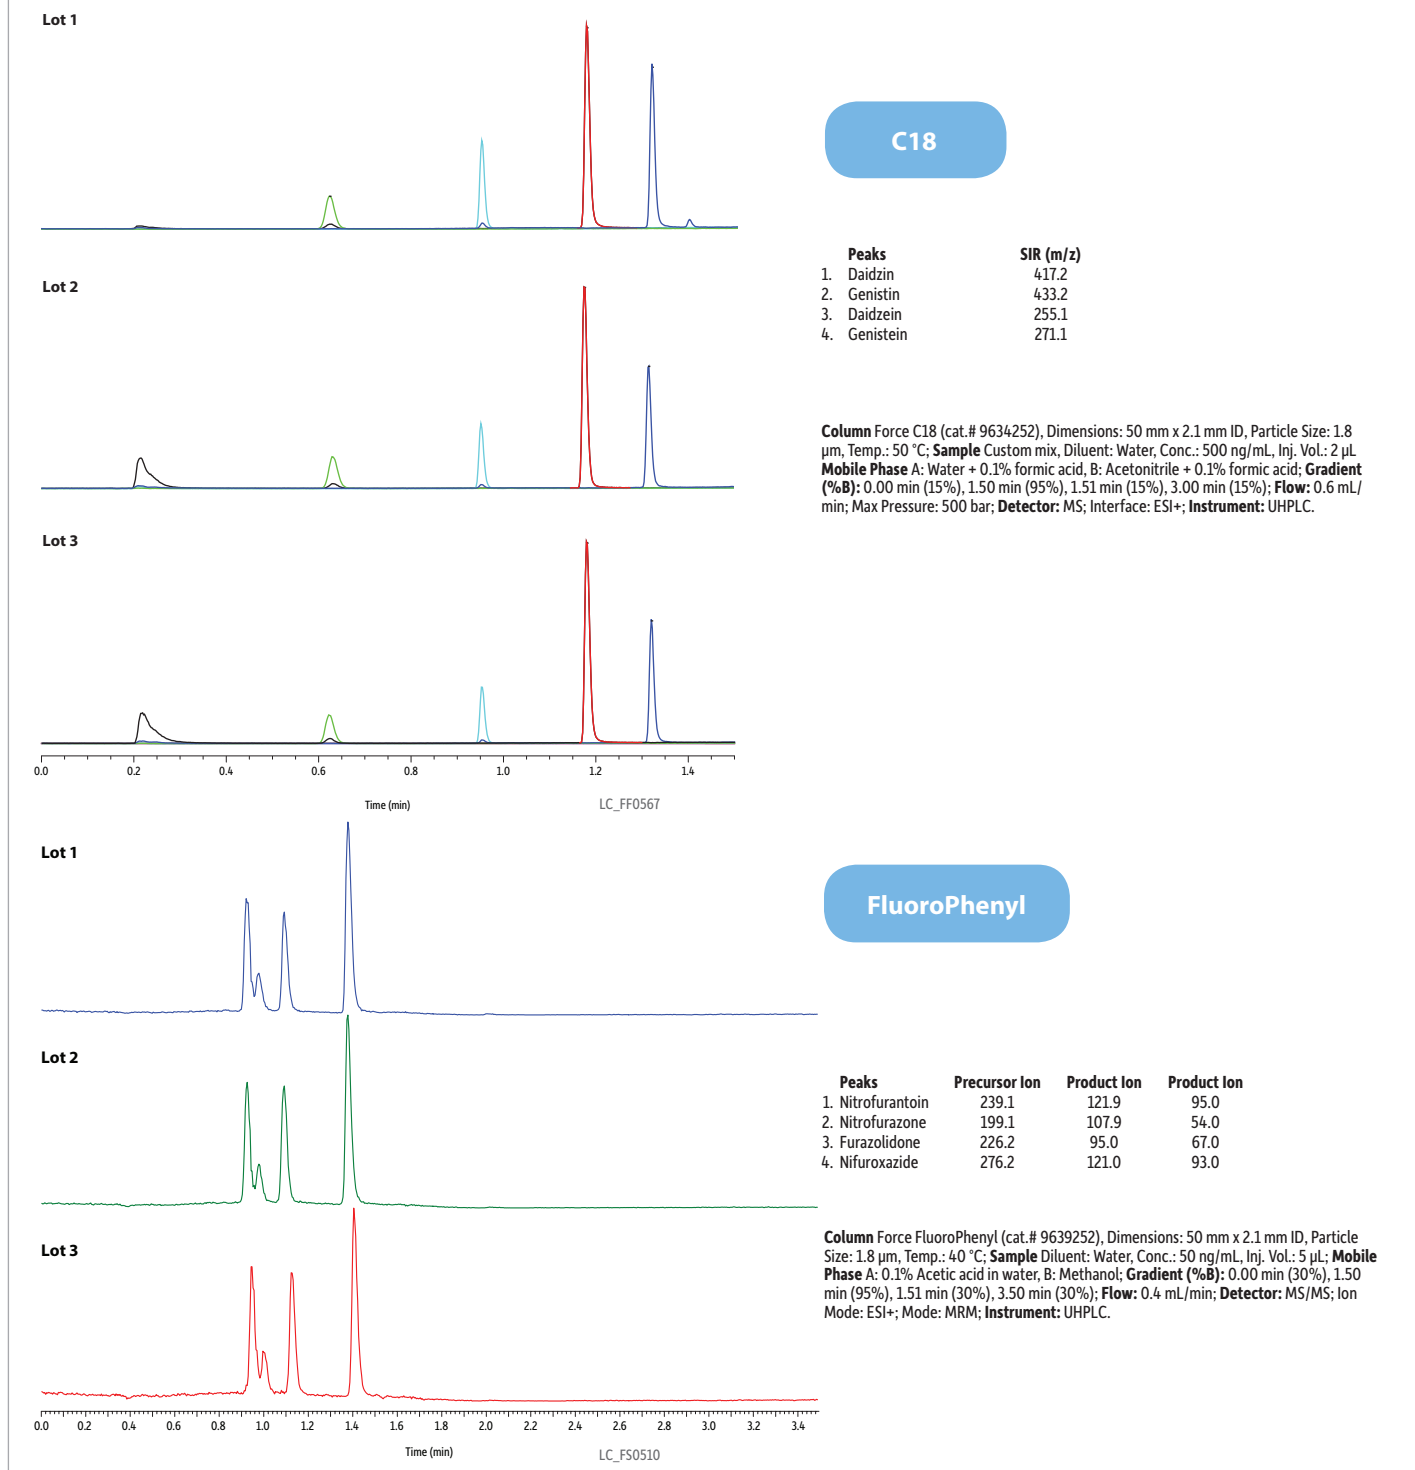 Lot 1
C18
Peaks SIR (m/z)
1. Daidzin 417.2
2. Genistin 433.2
3. Daidzein 255.1
4. Genistein 271.1
Lot 2
Column Force C18 (cat.# 9634252), Dimensions: 50 mm x 2.1 mm ID, Particle Size: 1.8
µm, Temp.: 50 °C; Sample Custom mix, Diluent: Water, Conc.: 500 ng/mL, Inj. Vol.: 2 µL
Mobile Phase A: Water + 0.1% formic acid, B: Acetonitrile + 0.1% formic acid; Gradient
(%B): 0.00 min (15%), 1.50 min (95%), 1.51 min (15%), 3.00 min (15%); Flow: 0.6 mL/
min; Max Pressure: 500 bar; Detector: MS; Interface: ESI+; Instrument: UHPLC.
Lot 3
0.0 0.2 0.4 0.6 0.8 1.0 1.2 1.4
Time (min)
LC_FF0567
Lot 1
FluoroPhenyl
Lot 2
Peaks Precursor Ion Product Ion Product Ion
1. Nitrofurantoin 239.1 121.9 95.0
2. Nitrofurazone 199.1 107.9 54.0
3. Furazolidone 226.2 95.0 67.0
4. Nifuroxazide 276.2 121.0 93.0
Lot 3
Column Force FluoroPhenyl (cat.# 9639252), Dimensions: 50 mm x 2.1 mm ID, Particle
Size: 1.8 µm, Temp.: 40 °C; Sample Diluent: Water, Conc.: 50 ng/mL, Inj. Vol.: 5 µL; Mobile
Phase A: 0.1% Acetic acid in water, B: Methanol; Gradient (%B): 0.00 min (30%), 1.50
min (95%), 1.51 min (30%), 3.50 min (30%); Flow: 0.4 mL/min; Detector: MS/MS; Ion
Mode: ESI+; Mode: MRM; Instrument: UHPLC.
0.0 0.2 0.4 0.6 0.8 1.0 1.2 1.4 1.6 1.8 2.0 2.2 2.4 2.6 2.8 3.0 3.2 3.4
Time (min)
LC_FS0510